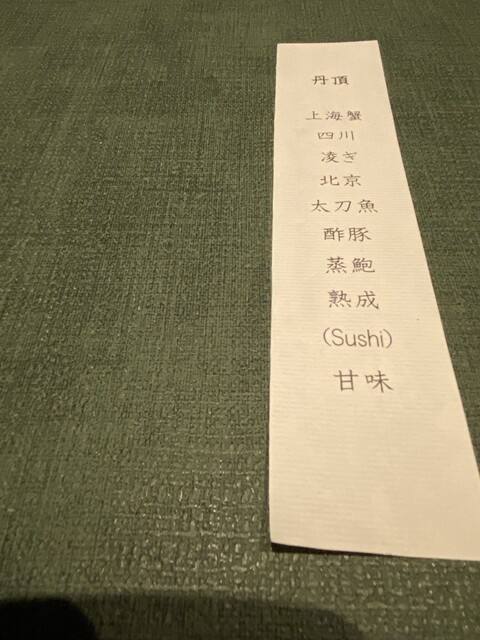 丹頂
上海蟹
四川
凌ぎ
北京
太刀魚
酢豚
蒸鮑
熟成
(Sushi)
甘味